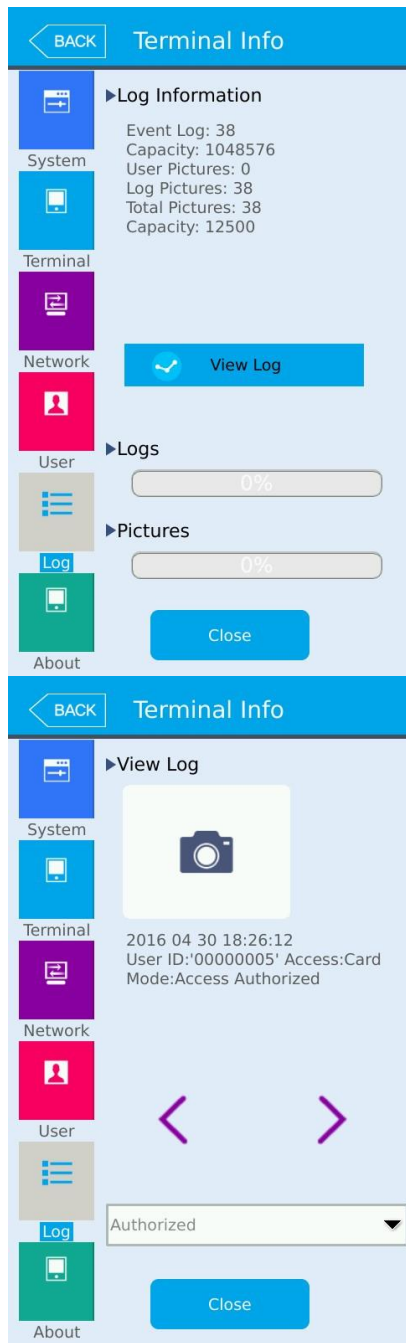 BACK Terminal Info
▶Log Information
Event Log: 38
Capacity: 1048576
User Pictures: 0
Log Pictures: 38
Total Pictures: 38
Capacity: 12500
System
Terminal
Network
View Log
User
▶Logs
0%
▶Pictures
Log
0%
Close
About
BACK Terminal Info
▶View Log
System
Terminal
2016 04 30 18:26:12
User ID:'00000005' Access:Card
Mode:Access Authorized
Network
User
Log
Authorized
Close
About